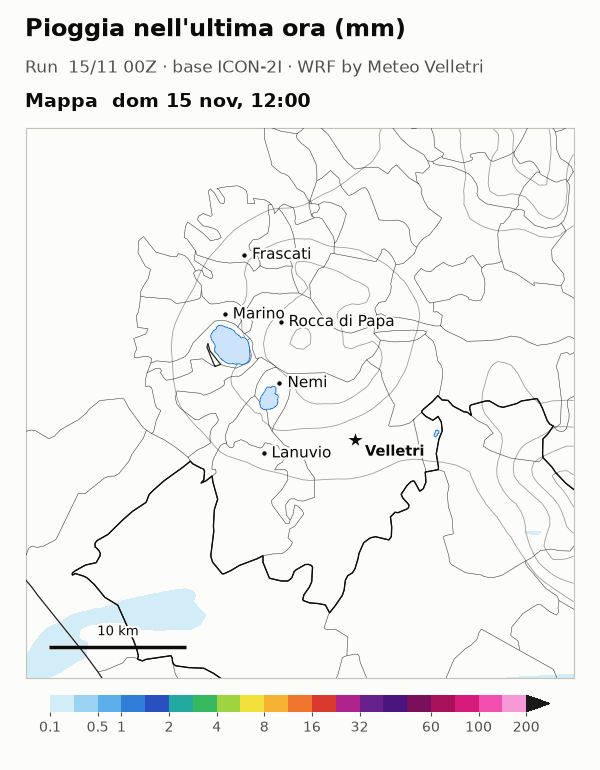 Pioggia nell'ultima ora (mm)
Run  15/11 00Z · base ICON-2I · WRF by Meteo Velletri
Mappa  dom 15 nov, 12:00
Frascati
Marino
Rocca di Papa
Nemi
Velletri
Lanuvio
10 km
0.1 0.5 1 2 4 8 16 32 60 100 200